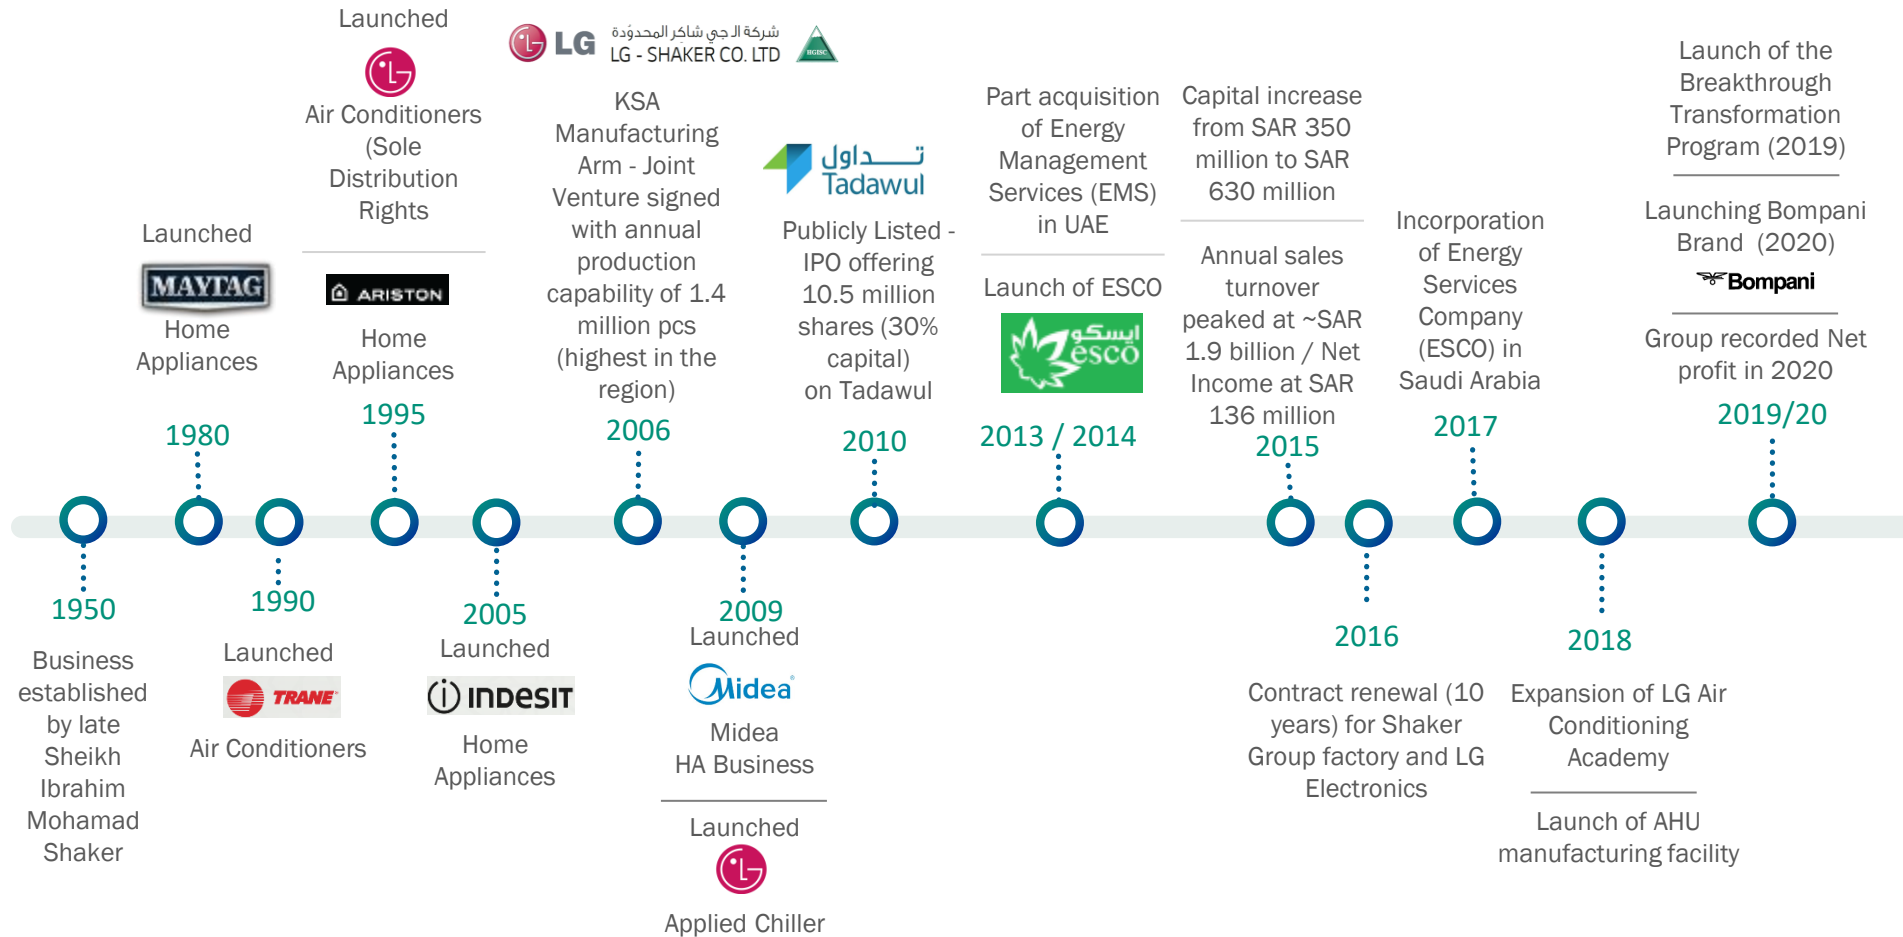 Launched
MAYTAG
Home
Appliances
1980
Launched
LG
Air Conditioners
(Sole
Distribution
Rights
ARISTON
Home
Appliances
1995
LG
شركة ال جي شاكر المحدودة
LG - SHAKER CO. LTD
BGISC
KSA
Manufacturing
Arm - Joint
Venture signed
with annual
production
capability of 1.4
million pcs
(highest in the
region)
2006
تداول
Tadawul
Publicly Listed -
IPO offering
10.5 million
shares (30%
capital)
on Tadawul
2010
Part acquisition
of Energy
Management
Services (EMS)
in UAE
Launch of ESCO
ايسكو
esco
2013 / 2014
Capital increase
from SAR 350
million to SAR
630 million
Annual sales
turnover
peaked at ~SAR
1.9 billion / Net
Income at SAR
136 million
2015
Incorporation
of Energy
Services
Company
(ESCO) in
Saudi Arabia
2017
Launch of the
Breakthrough
Transformation
Program (2019)
Launching Bompani
Brand (2020)
Bompani
Group recorded Net
profit in 2020
2019/20
1950
Business
established
by late
Sheikh
Ibrahim
Mohamad
Shaker
1990
Launched
TRANE
Air Conditioners
2005
Launched
indesit
Home
Appliances
2009
Launched
Midea
Midea
HA Business
Launched
LG
Applied Chiller
2016
Contract renewal (10
years) for Shaker
Group factory and LG
Electronics
2018
Expansion of LG Air
Conditioning
Academy
Launch of AHU
manufacturing facility